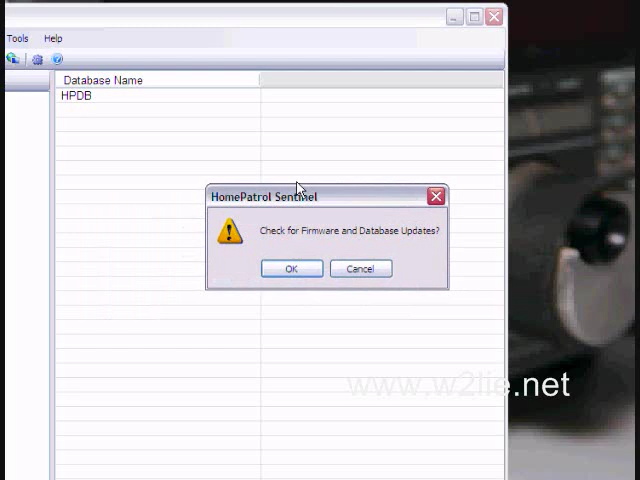 Tools Help
Database Name
HPDB
HomePatrol Sentinel
Check for Firmware and Database Updates?
OK Cancel
www.w2lie.net